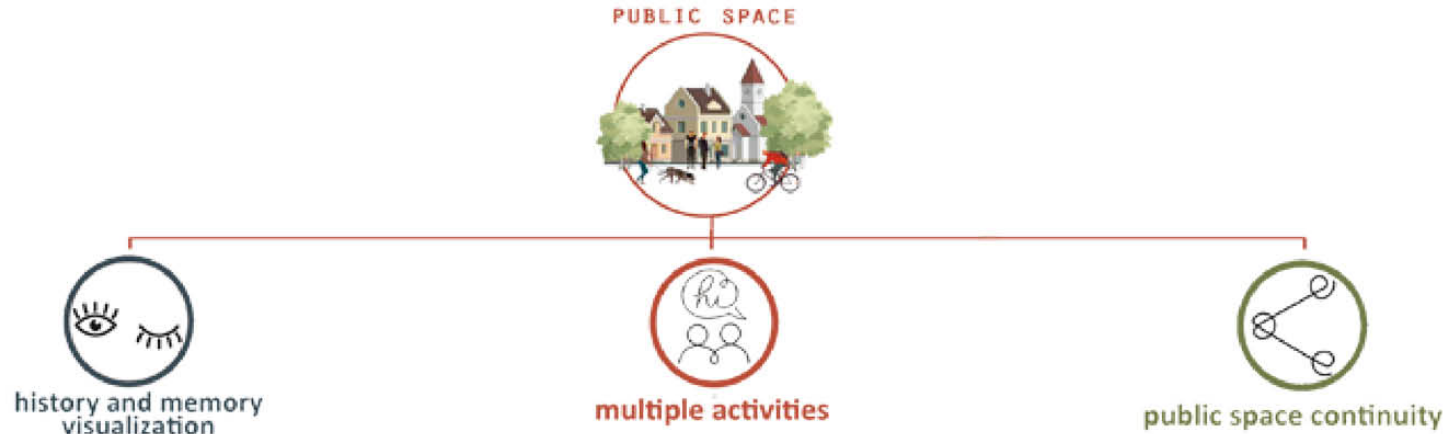 PUBLIC SPACE
hi
history and memory
visualization
multiple activities
public space continuity